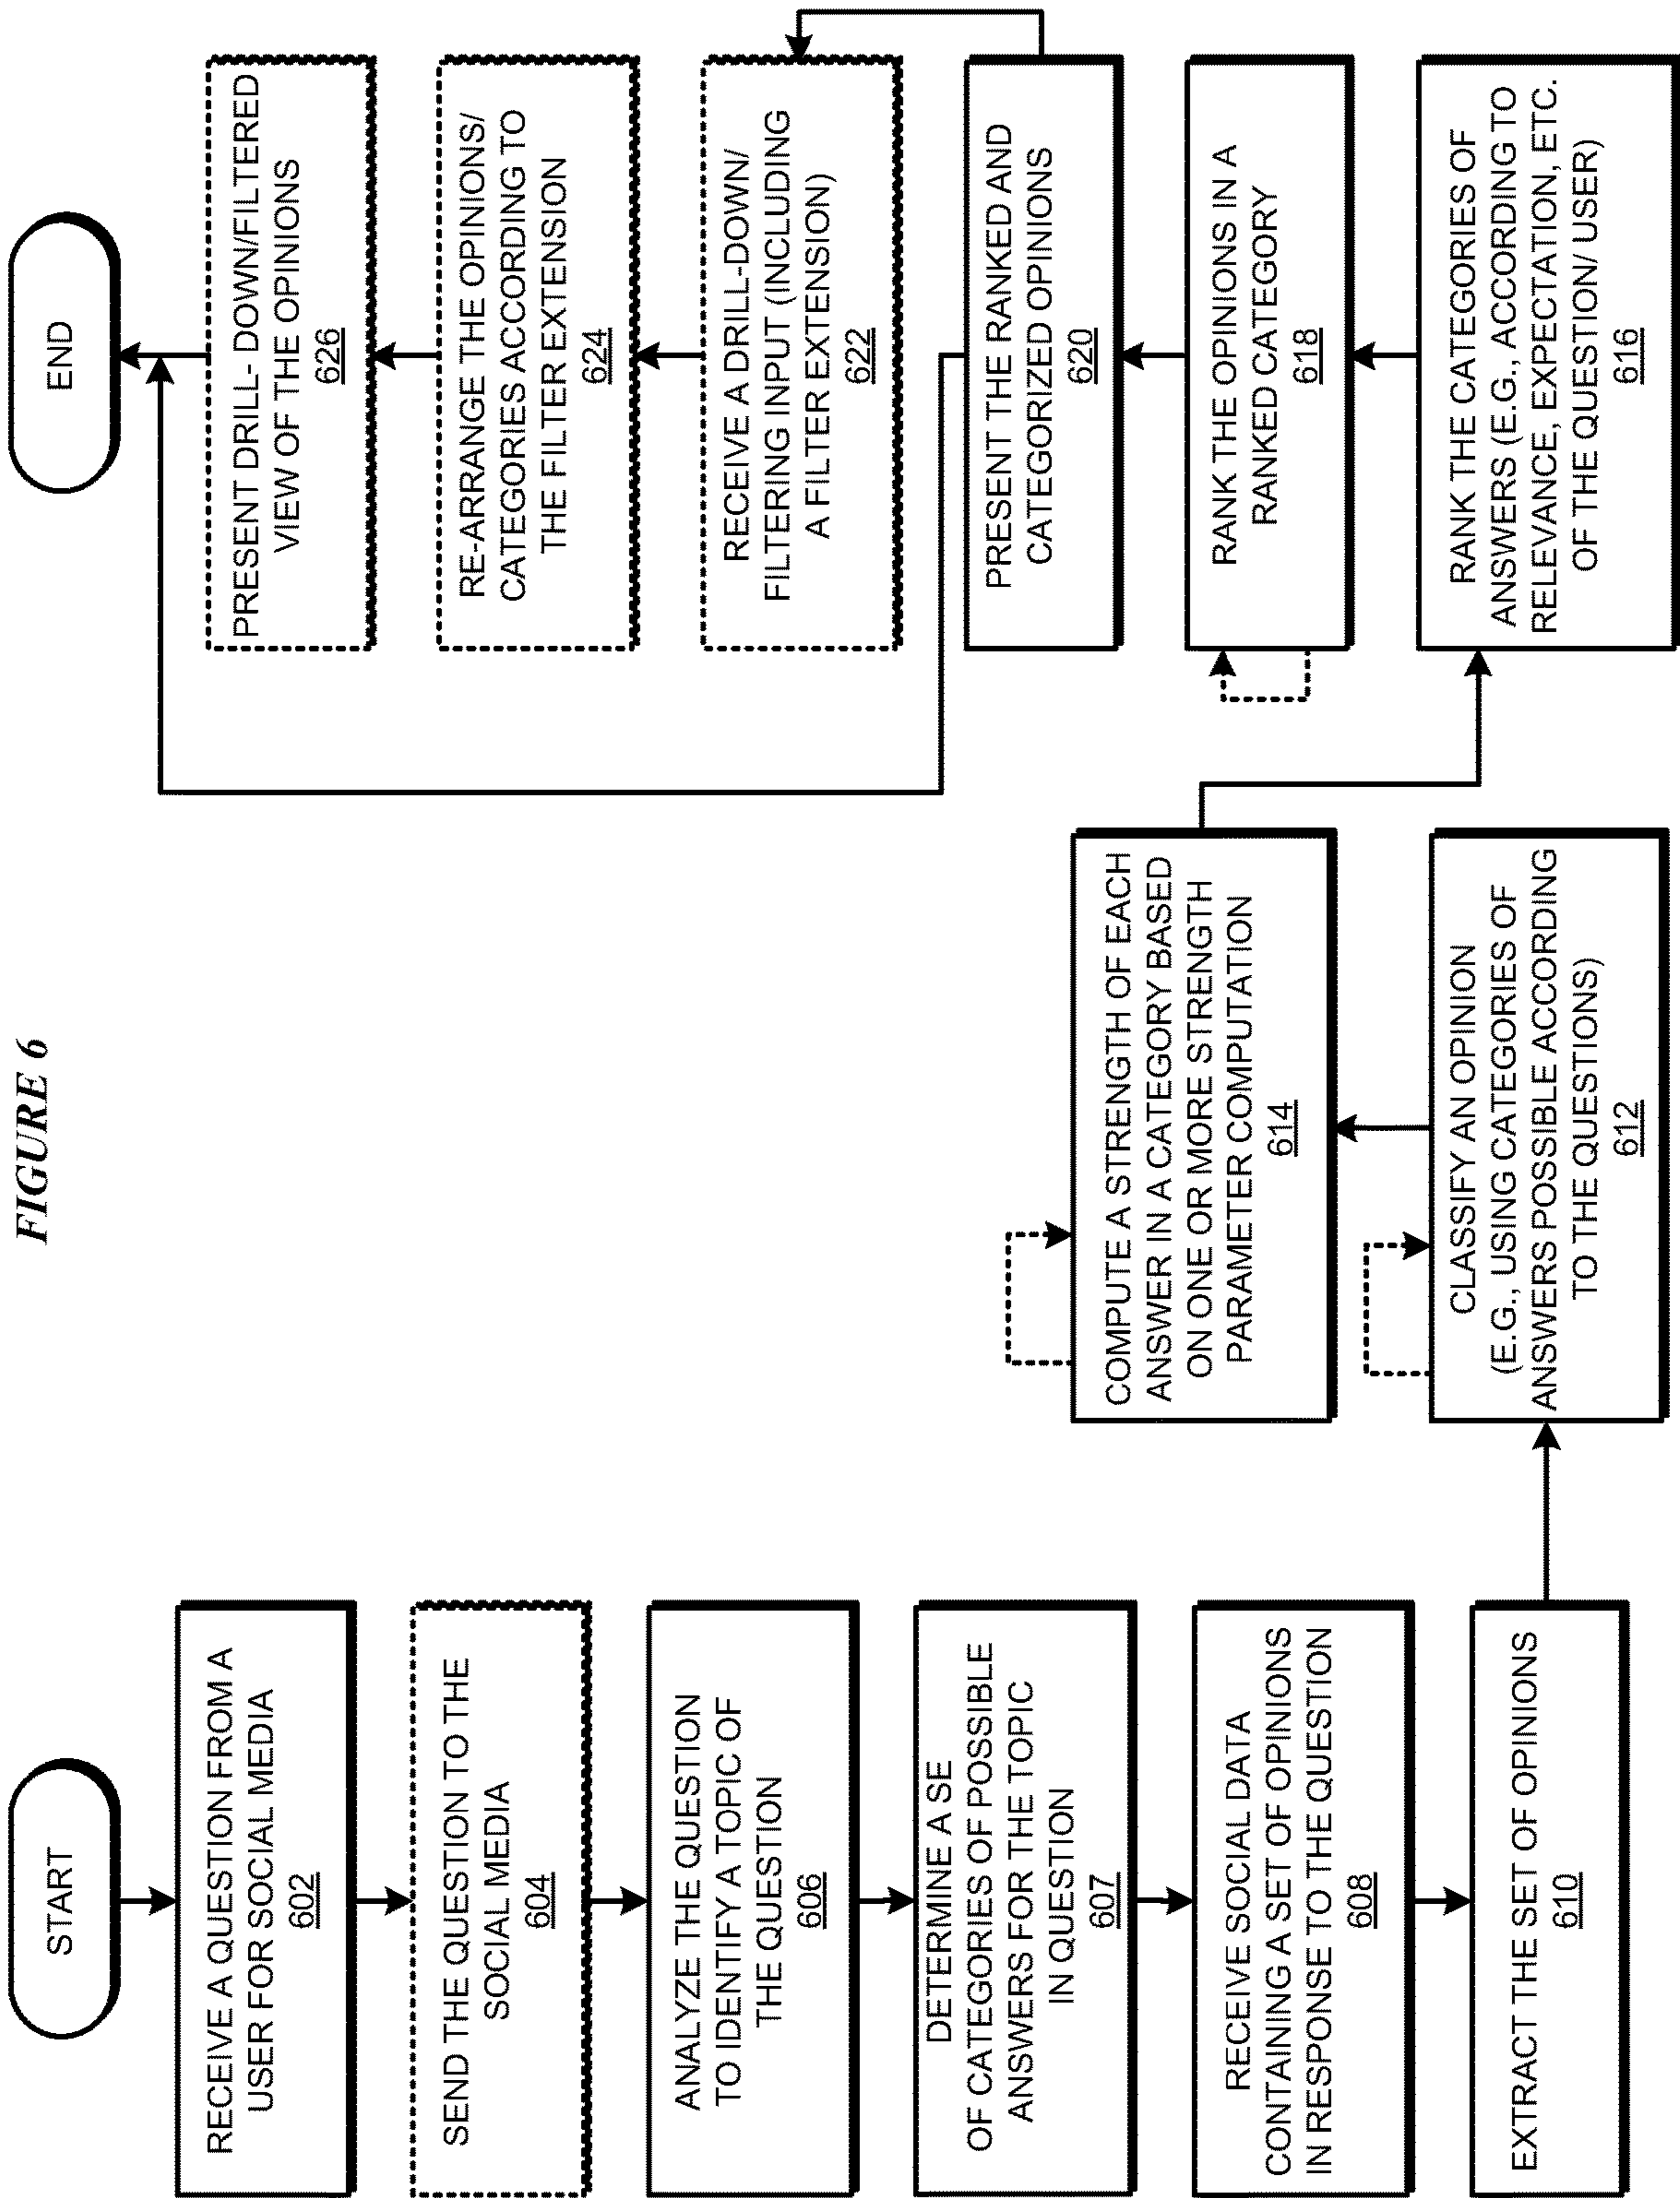 FIGURE 6
START
RECEIVE A QUESTION FROM A
USER FOR SOCIAL MEDIA
602
SEND THE QUESTION TO THE
SOCIAL MEDIA
604
ANALYZE THE QUESTION
TO IDENTIFY A TOPIC OF
THE QUESTION
606
DETERMINE A SE
OF CATEGORIES OF POSSIBLE
ANSWERS FOR THE TOPIC
IN QUESTION
607
RECEIVE SOCIAL DATA
CONTAINING A SET OF OPINIONS
IN RESPONSE TO THE QUESTION
608
EXTRACT THE SET OF OPINIONS
610
CLASSIFY AN OPINION
(E.G., USING CATEGORIES OF
ANSWERS POSSIBLE ACCORDING
TO THE QUESTIONS)
612
COMPUTE A STRENGTH OF EACH
ANSWER IN A CATEGORY BASED
ON ONE OR MORE STRENGTH
PARAMETER COMPUTATION
614
RANK THE CATEGORIES OF
ANSWERS (E.G., ACCORDING TO
RELEVANCE, EXPECTATION, ETC.
OF THE QUESTION/ USER)
616
RANK THE OPINIONS IN A
RANKED CATEGORY
618
PRESENT THE RANKED AND
CATEGORIZED OPINIONS
620
RECEIVE A DRILL-DOWN/
FILTERING INPUT (INCLUDING
A FILTER EXTENSION)
622
RE-ARRANGE THE OPINIONS/
CATEGORIES ACCORDING TO
THE FILTER EXTENSION
624
PRESENT DRILL- DOWN/FILTERED
VIEW OF THE OPINIONS
626
END